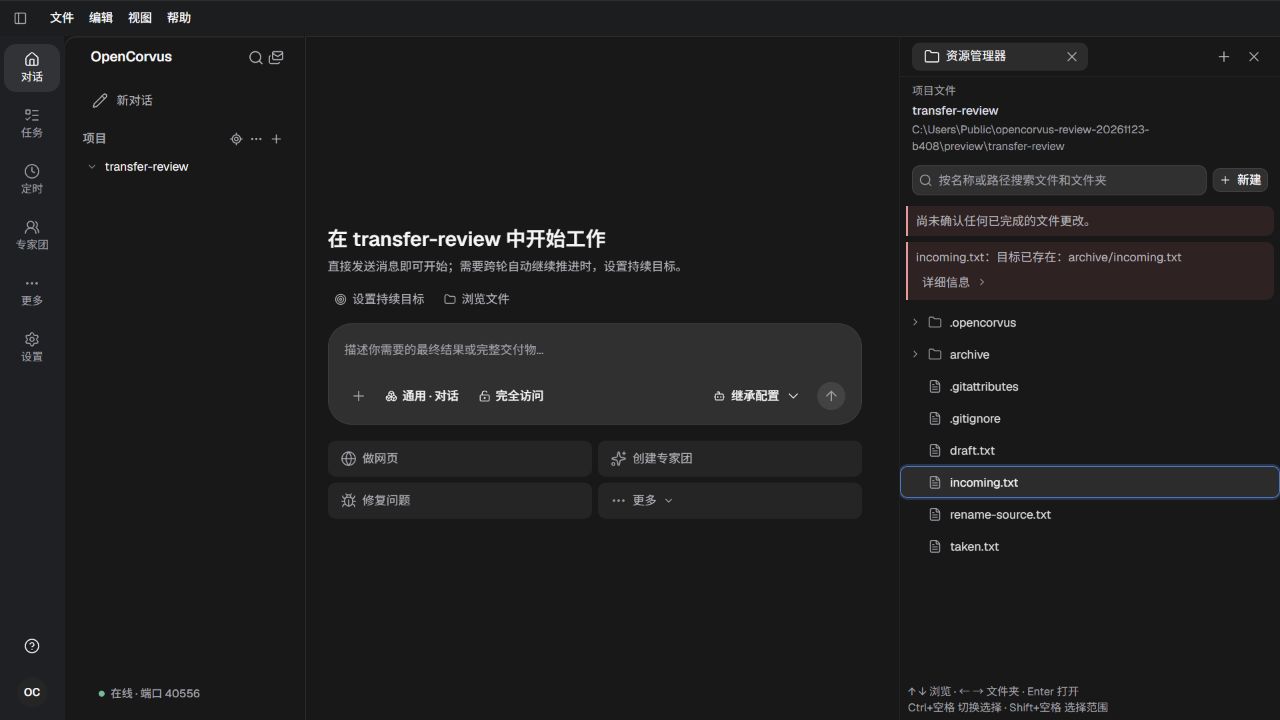 文件 编辑 视图 帮助
对话
任务
定时
专家团
更多
设置
OC
OpenCorvus
新对话
项目
transfer-review
在线 · 端口 40556
在 transfer-review 中开始工作
直接发送消息即可开始；需要跨轮自动继续推进时，设置持续目标。
设置持续目标 浏览文件
描述你需要的最终结果或完整交付物...
通用 · 对话 完全访问 继承配置
做网页 创建专家团
修复问题 更多
资源管理器
项目文件
transfer-review
C:\Users\Public\opencorvus-review-20261123-
b408\preview\transfer-review
按名称或路径搜索文件和文件夹 新建
尚未确认任何已完成的文件更改。
incoming.txt：目标已存在：archive/incoming.txt
详细信息
.opencorvus
archive
.gitattributes
.gitignore
draft.txt
incoming.txt
rename-source.txt
taken.txt
↑↓ 浏览 · ←→ 文件夹 · Enter 打开
Ctrl+空格 切换选择 · Shift+空格 选择范围